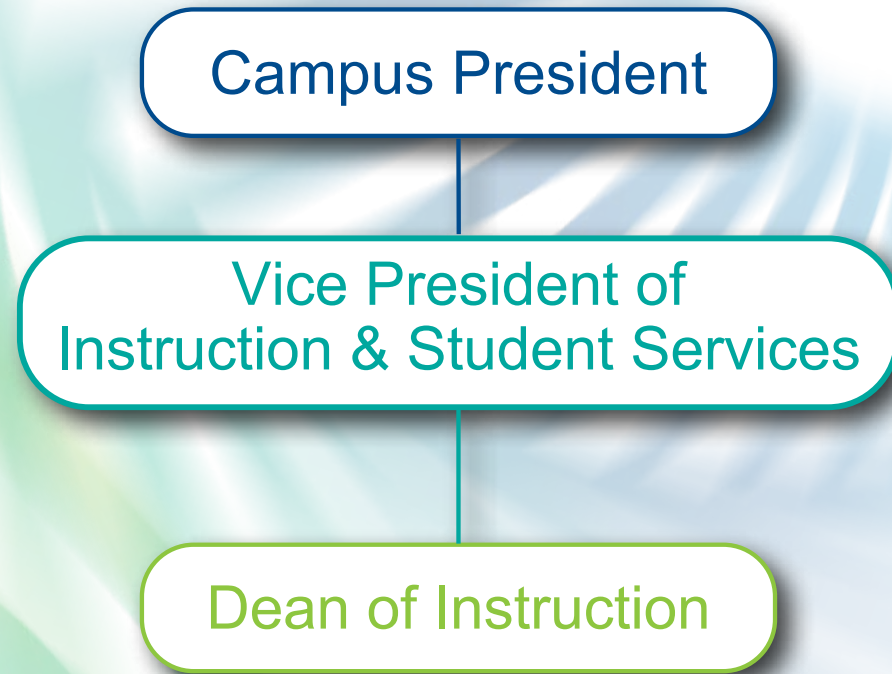 Campus President
Vice President of
Instruction & Student Services
Dean of Instruction